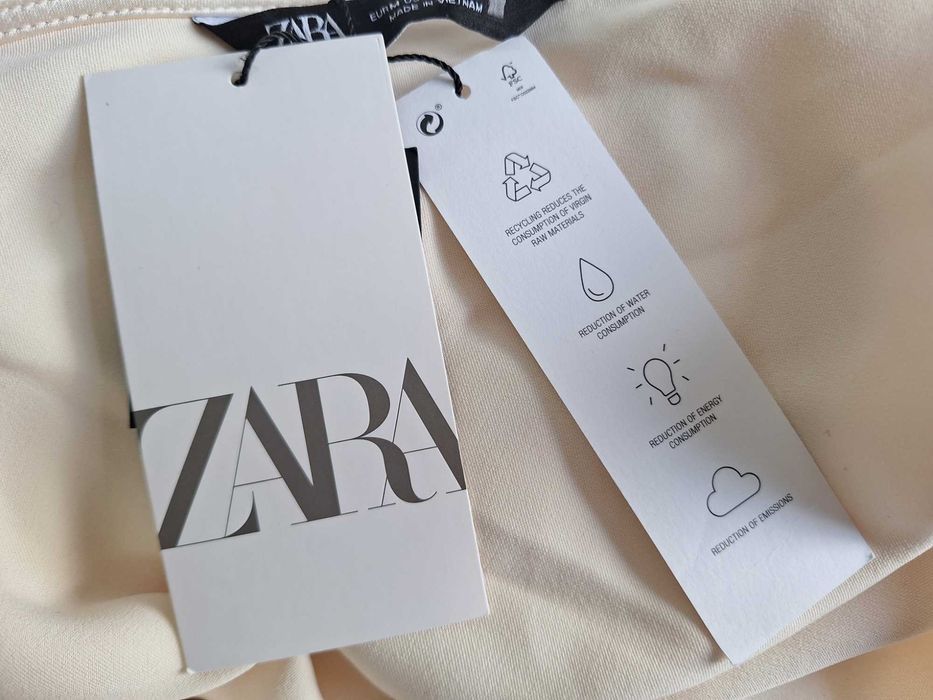 ZARA
EUR M
MADE IN VIETNAM
ZARA
FSC
MIX
RECYCLING REDUCES THE
CONSUMPTION OF VIRGIN
RAW MATERIALS
REDUCTION OF WATER
CONSUMPTION
REDUCTION OF ENERGY
CONSUMPTION
REDUCTION OF EMISSIONS